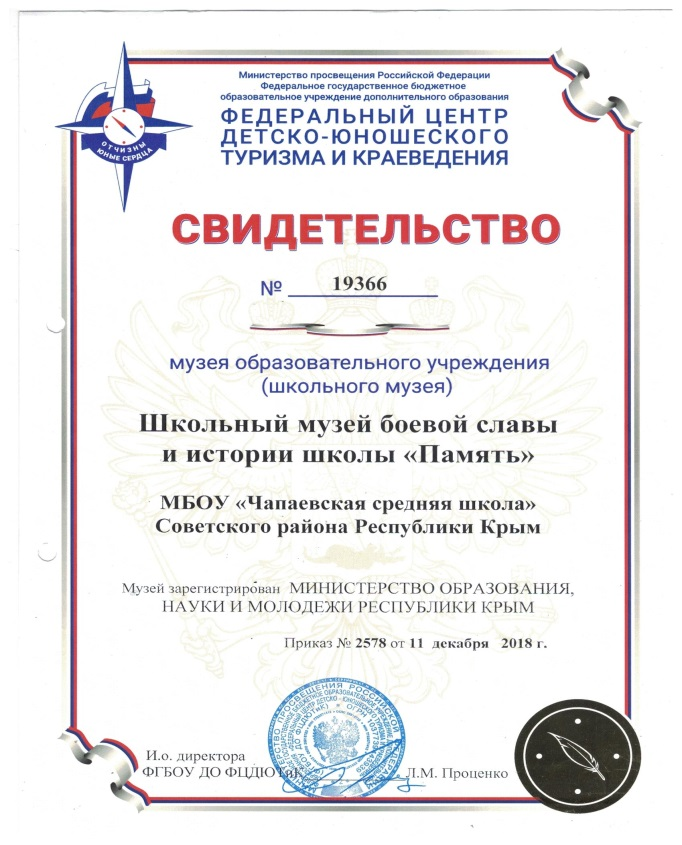 Министерство просвещения Российской Федерации
Федеральное государственное бюджетное
образовательное учреждение дополнительного образования
ФЕДЕРАЛЬНЫЙ ЦЕНТР
ДЕТСКО-ЮНОШЕСКОГО
ТУРИЗМА И КРАЕВЕДЕНИЯ
ОТЧИЗНЫ
ЮНЫЕ СЕРДЦА
СВИДЕТЕЛЬСТВО
№ 19366
музея образовательного учреждения
(школьного музея)
Школьный музей боевой славы
и истории школы «Память»
МБОУ «Чапаевская средняя школа»
Советского района Республики Крым
Музей зарегистрирован МИНИСТЕРСТВО ОБРАЗОВАНИЯ,
НАУКИ И МОЛОДЕЖИ РЕСПУБЛИКИ КРЫМ
Приказ № 2578 от 11 декабря 2018 г.
И.о. директора
ФГБОУ ДО ФЦДЮТиК
Л.М. Проценко